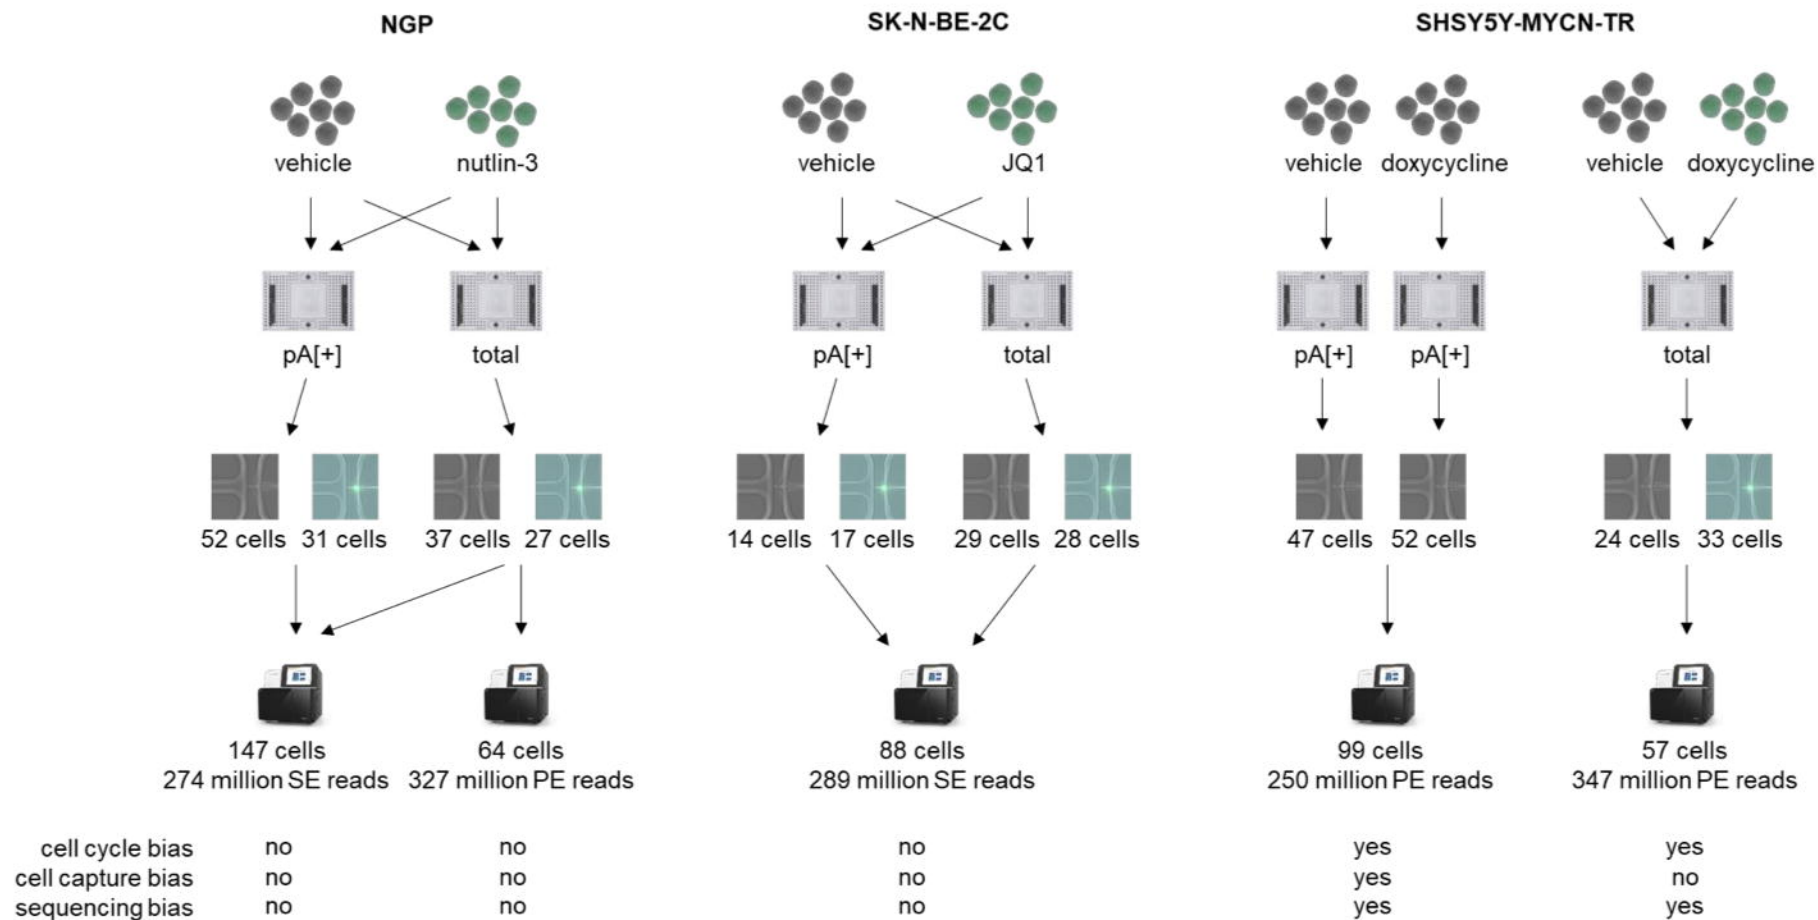 NGP SK-N-BE-2C SHSY5Y-MYCN-TR
vehicle nutlin-3 vehicle JQ1 vehicle doxycycline vehicle doxycycline
pA[+] total pA[+] total pA[+] pA[+] total
52 cells 31 cells 37 cells 27 cells 14 cells 17 cells 29 cells 28 cells 47 cells 52 cells 24 cells 33 cells
147 cells 64 cells 88 cells 99 cells 57 cells
274 million SE reads 327 million PE reads 289 million SE reads 250 million PE reads 347 million PE reads
cell cycle bias no no no yes yes
cell capture bias no no no yes no
sequencing bias no no no yes yes